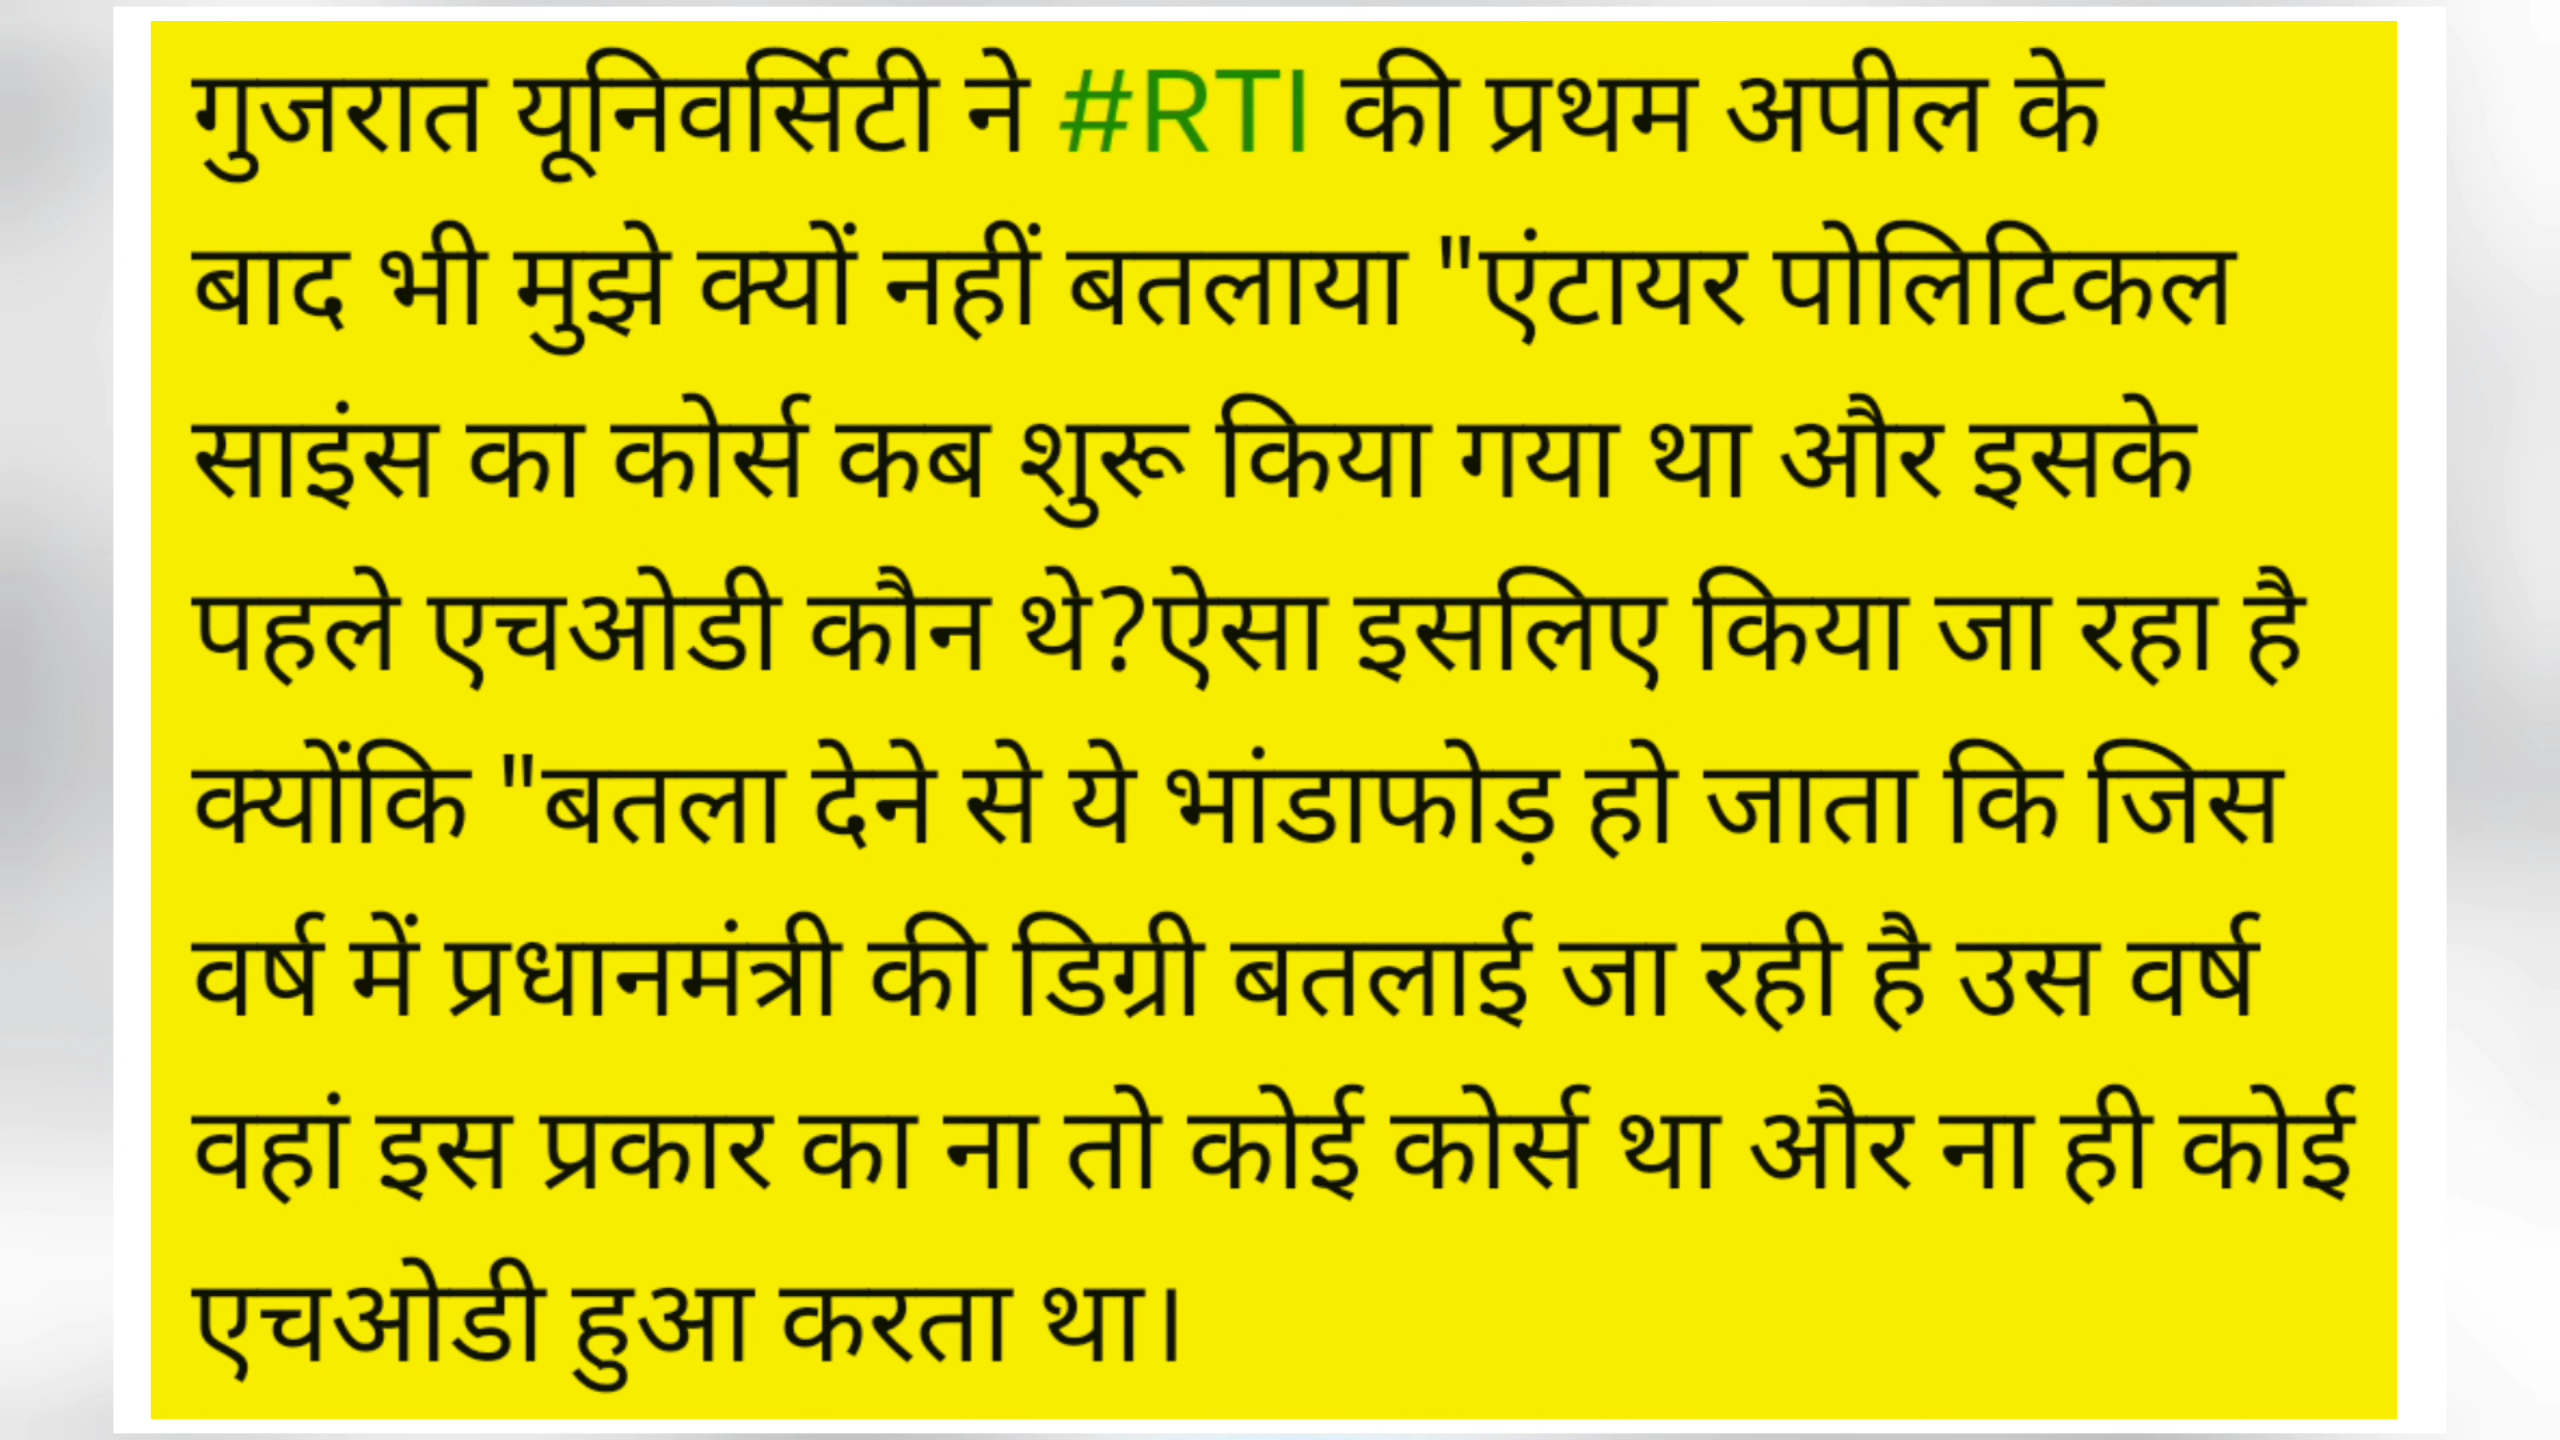 गुजरात यूनिवर्सिटी ने #RTI की प्रथम अपील के
बाद भी मुझे क्यों नहीं बतलाया "एंटायर पोलिटिकल
साइंस का कोर्स कब शुरू किया गया था और इसके
पहले एचओडी कौन थे?ऐसा इसलिए किया जा रहा है
क्योंकि "बतला देने से ये भांडाफोड़ हो जाता कि जिस
वर्ष में प्रधानमंत्री की डिग्री बतलाई जा रही है उस वर्ष
वहां इस प्रकार का ना तो कोई कोर्स था और ना ही कोई
एचओडी हुआ करता था।